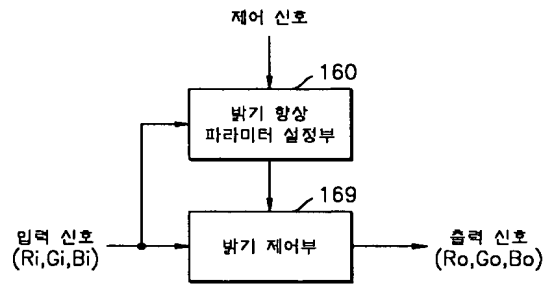 제어 신호
160
밝기 향상
파라미터 설정부
169
입력 신호
(Ri,Gi,Bi)
밝기 제어부
출력 신호
(Ro,Go,Bo)